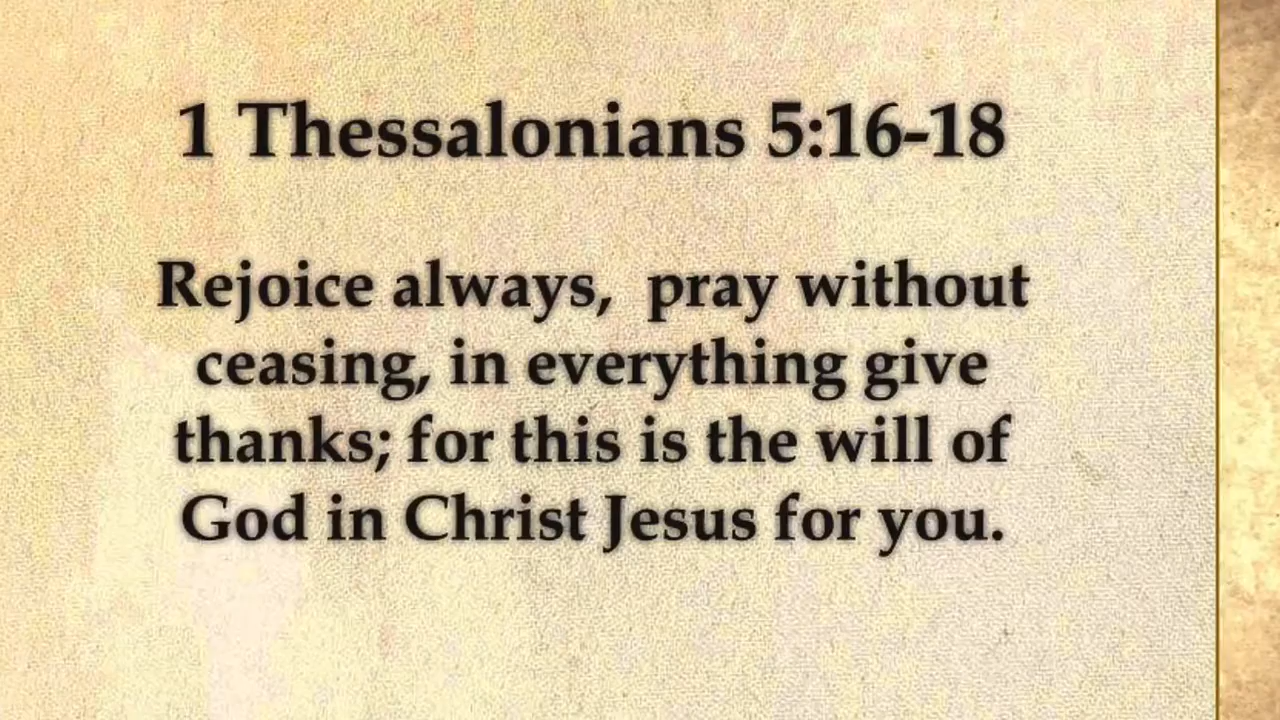 1 Thessalonians 5:16-18
Rejoice always,  pray without
ceasing, in everything give
thanks; for this is the will of
God in Christ Jesus for you.